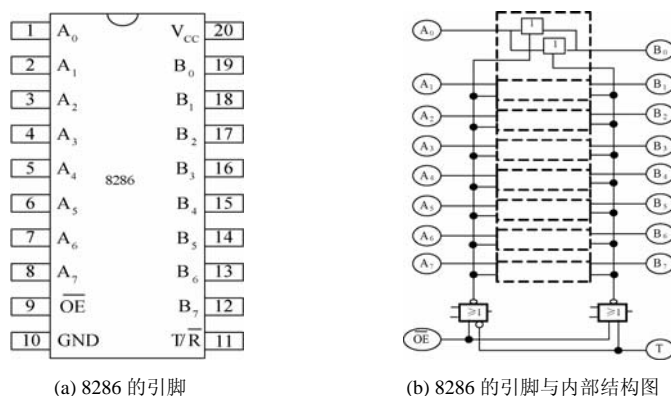 1 A₀ V_CC 20
2 A₁ B₀ 19
3 A₂ B₁ 18
4 A₃ B₂ 17
5 A₄ B₃ 16
8286
6 A₅ B₄ 15
7 A₆ B₅ 14
8 A₇ B₆ 13
9 O̅E̅ B₇ 12
10 GND T/R̅ 11
(a) 8286 的引脚
1
A₀ 1 B₀
A₁ B₁
A₂ B₂
A₃ B₃
A₄ B₄
A₅ B₅
A₆ B₆
A₇ B₇
≥1 ≥1
O̅E̅ T
(b) 8286 的引脚与内部结构图